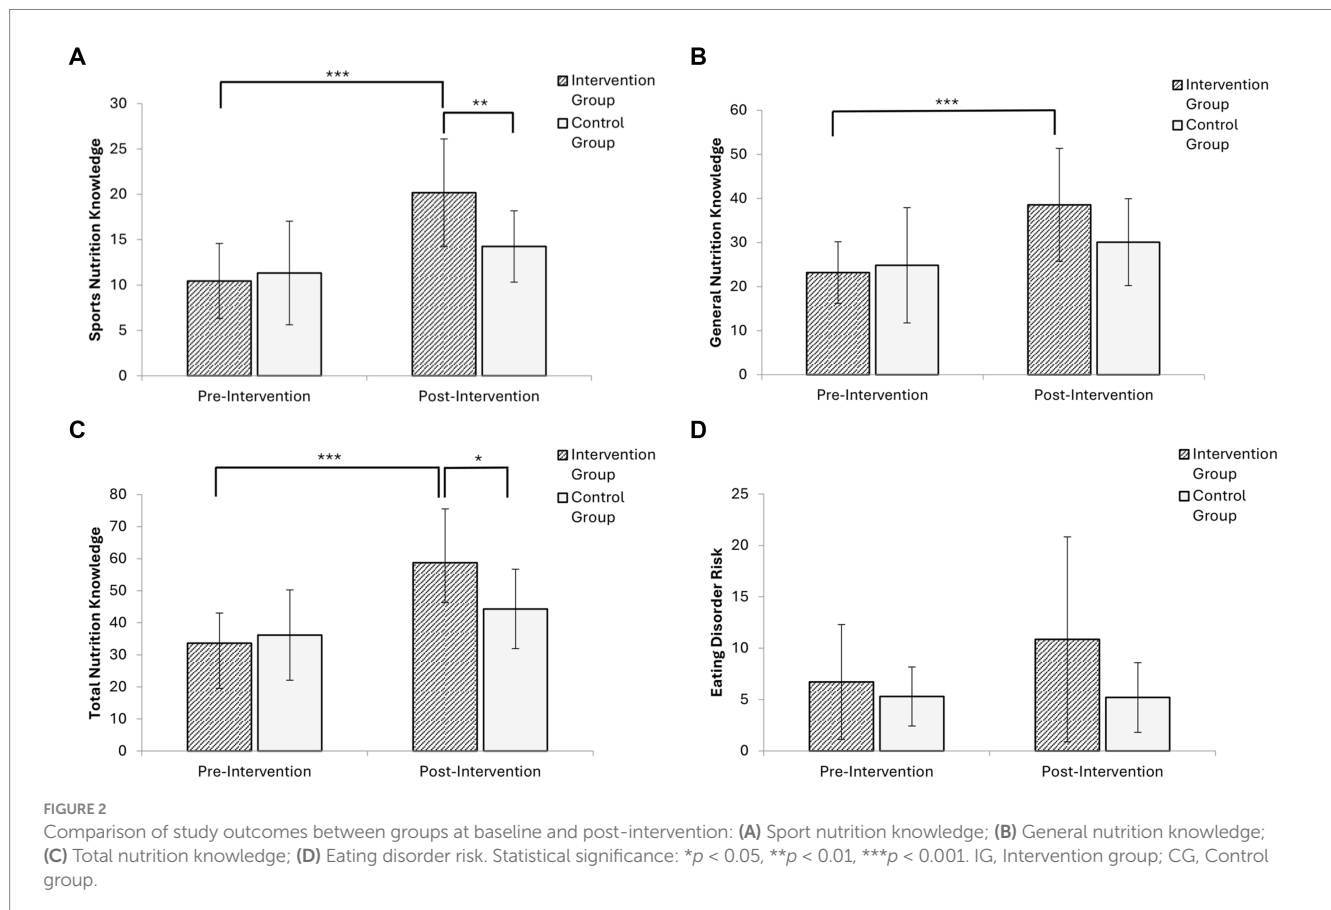 A
***
**
Intervention
Group
Control
Group
Sports Nutrition Knowledge
30
25
20
15
10
5
0
Pre-Intervention
Post-Intervention
B
***
Intervention
Group
Control
Group
General Nutrition Knowledge
60
50
40
30
20
10
0
Pre-Intervention
Post-Intervention
C
***
*
Intervention
Group
Control
Group
Total Nutrition Knowledge
80
70
60
50
40
30
20
10
0
Pre-Intervention
Post-Intervention
D
Intervention
Group
Control
Group
Eating Disorder Risk
25
20
15
10
5
0
Pre-Intervention
Post-Intervention
FIGURE 2
Comparison of study outcomes between groups at baseline and post-intervention: (A) Sport nutrition knowledge; (B) General nutrition knowledge;
(C) Total nutrition knowledge; (D) Eating disorder risk. Statistical significance: *p < 0.05, **p < 0.01, ***p < 0.001. IG, Intervention group; CG, Control
group.